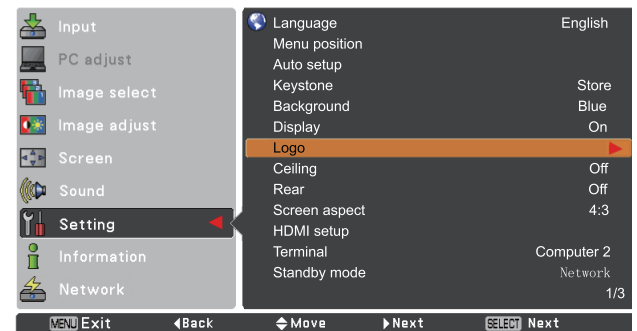 Input
PC adjust
Image select
Image adjust
Screen
Sound
Setting
Information
Network
Language English
Menu position
Auto setup
Keystone Store
Background Blue
Display On
Logo
Ceiling Off
Rear Off
Screen aspect 4:3
HDMI setup
Terminal Computer 2
Standby mode Network
1/3
MENU Exit Back Move Next SELECT Next